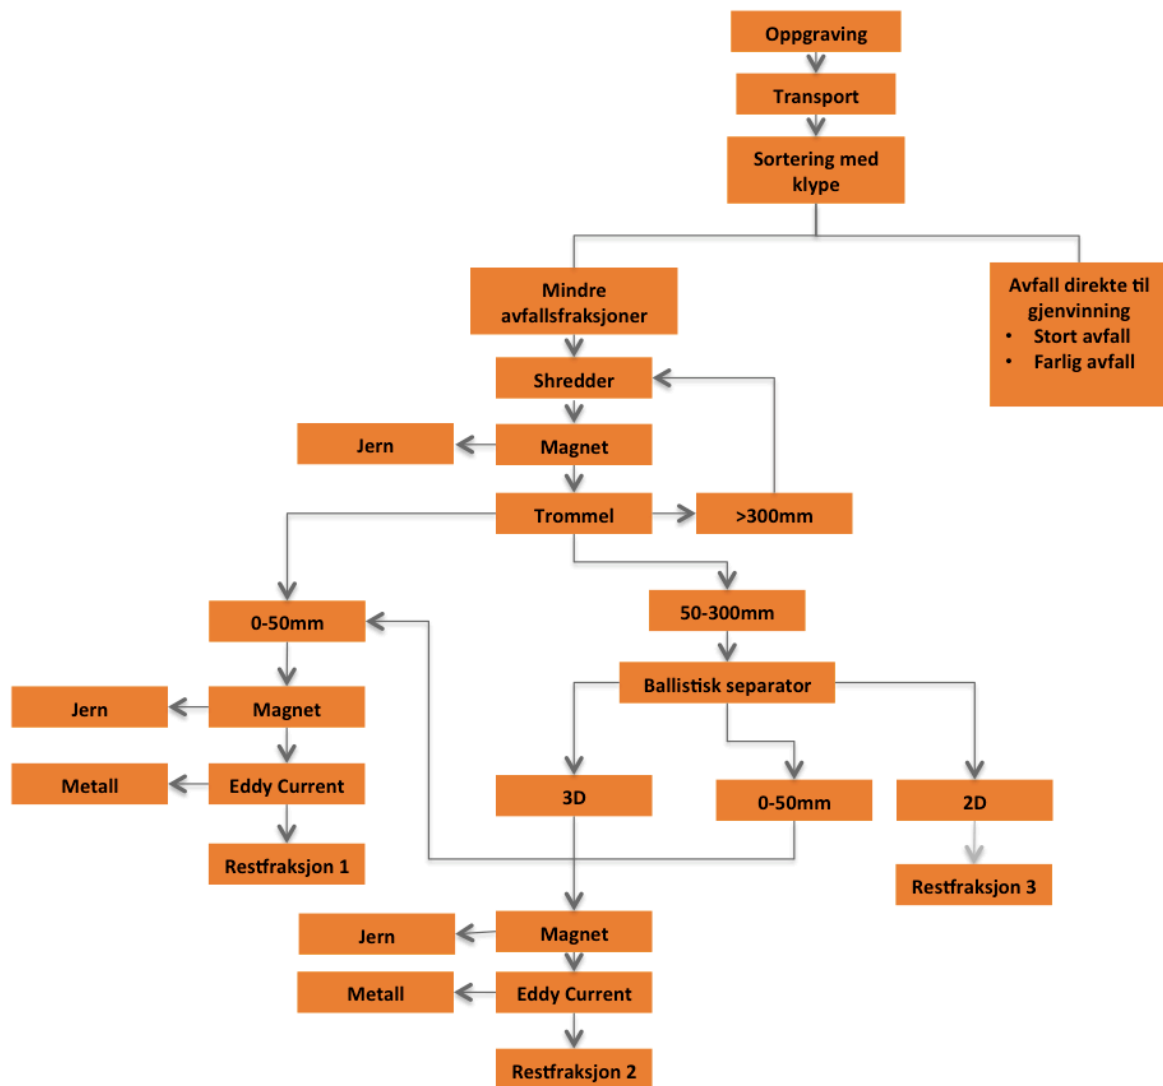 Oppgraving
Transport
Sortering med
klype
Mindre
avfallsfraksjoner
Avfall direkte til
gjenvinning
• Stort avfall
• Farlig avfall
Shredder
Jern
Magnet
Trommel
>300mm
0-50mm
50-300mm
Ballistisk separator
Jern
Magnet
Metall
Eddy Current
3D
0-50mm
2D
Restfraksjon 1
Restfraksjon 3
Jern
Magnet
Metall
Eddy Current
Restfraksjon 2